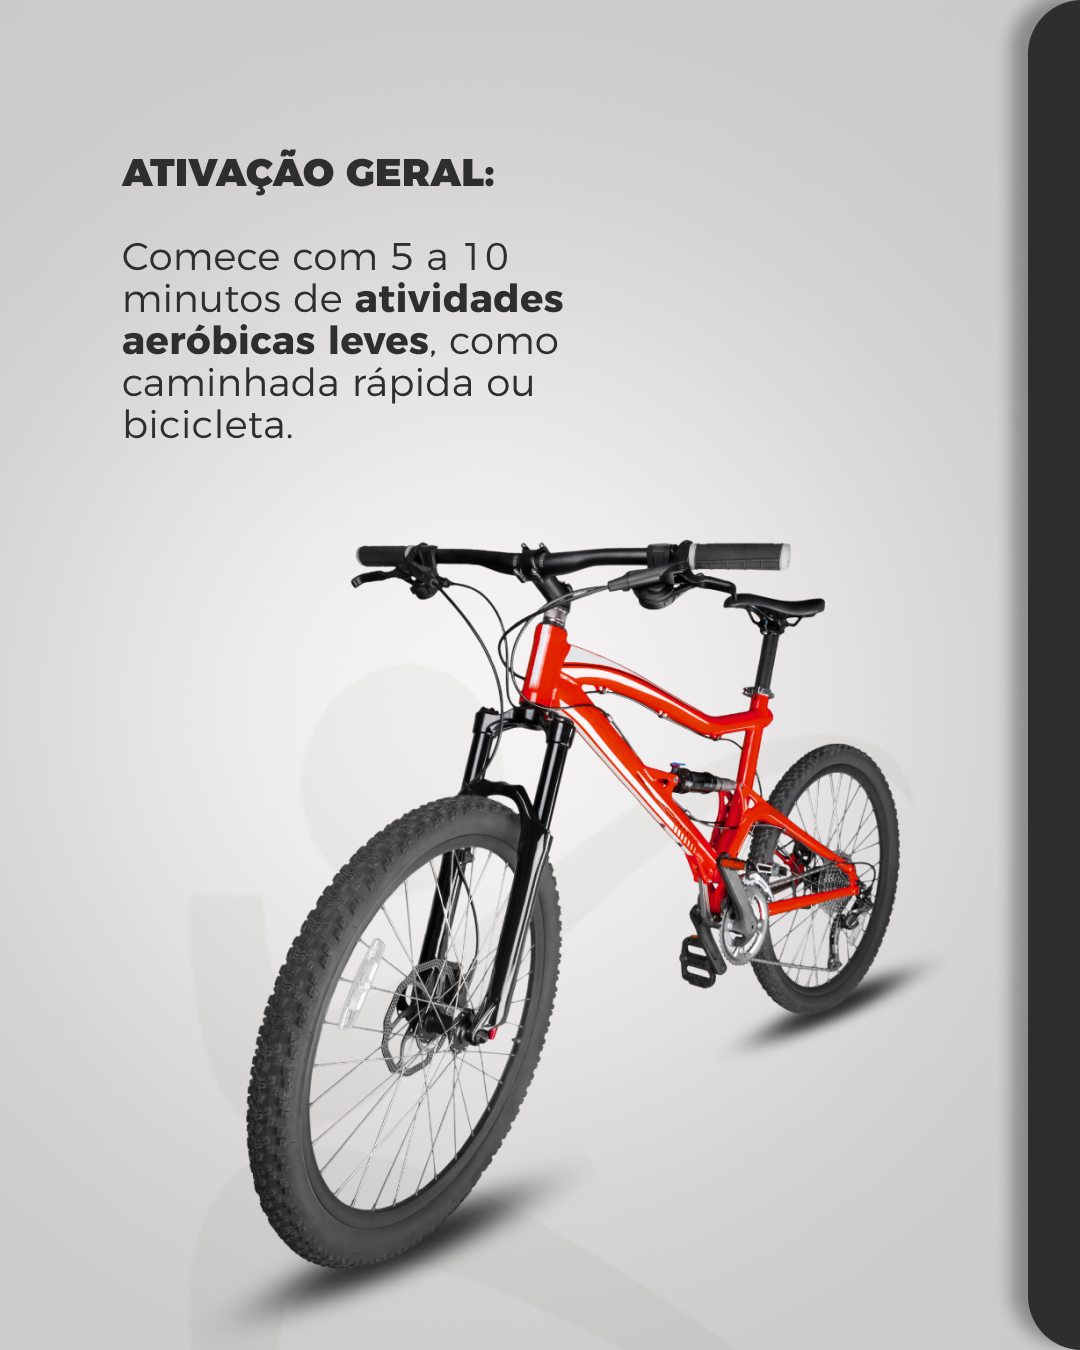 ATIVAÇÃO GERAL:
Comece com 5 a 10
minutos de atividades
aeróbicas leves, como
caminhada rápida ou
bicicleta.